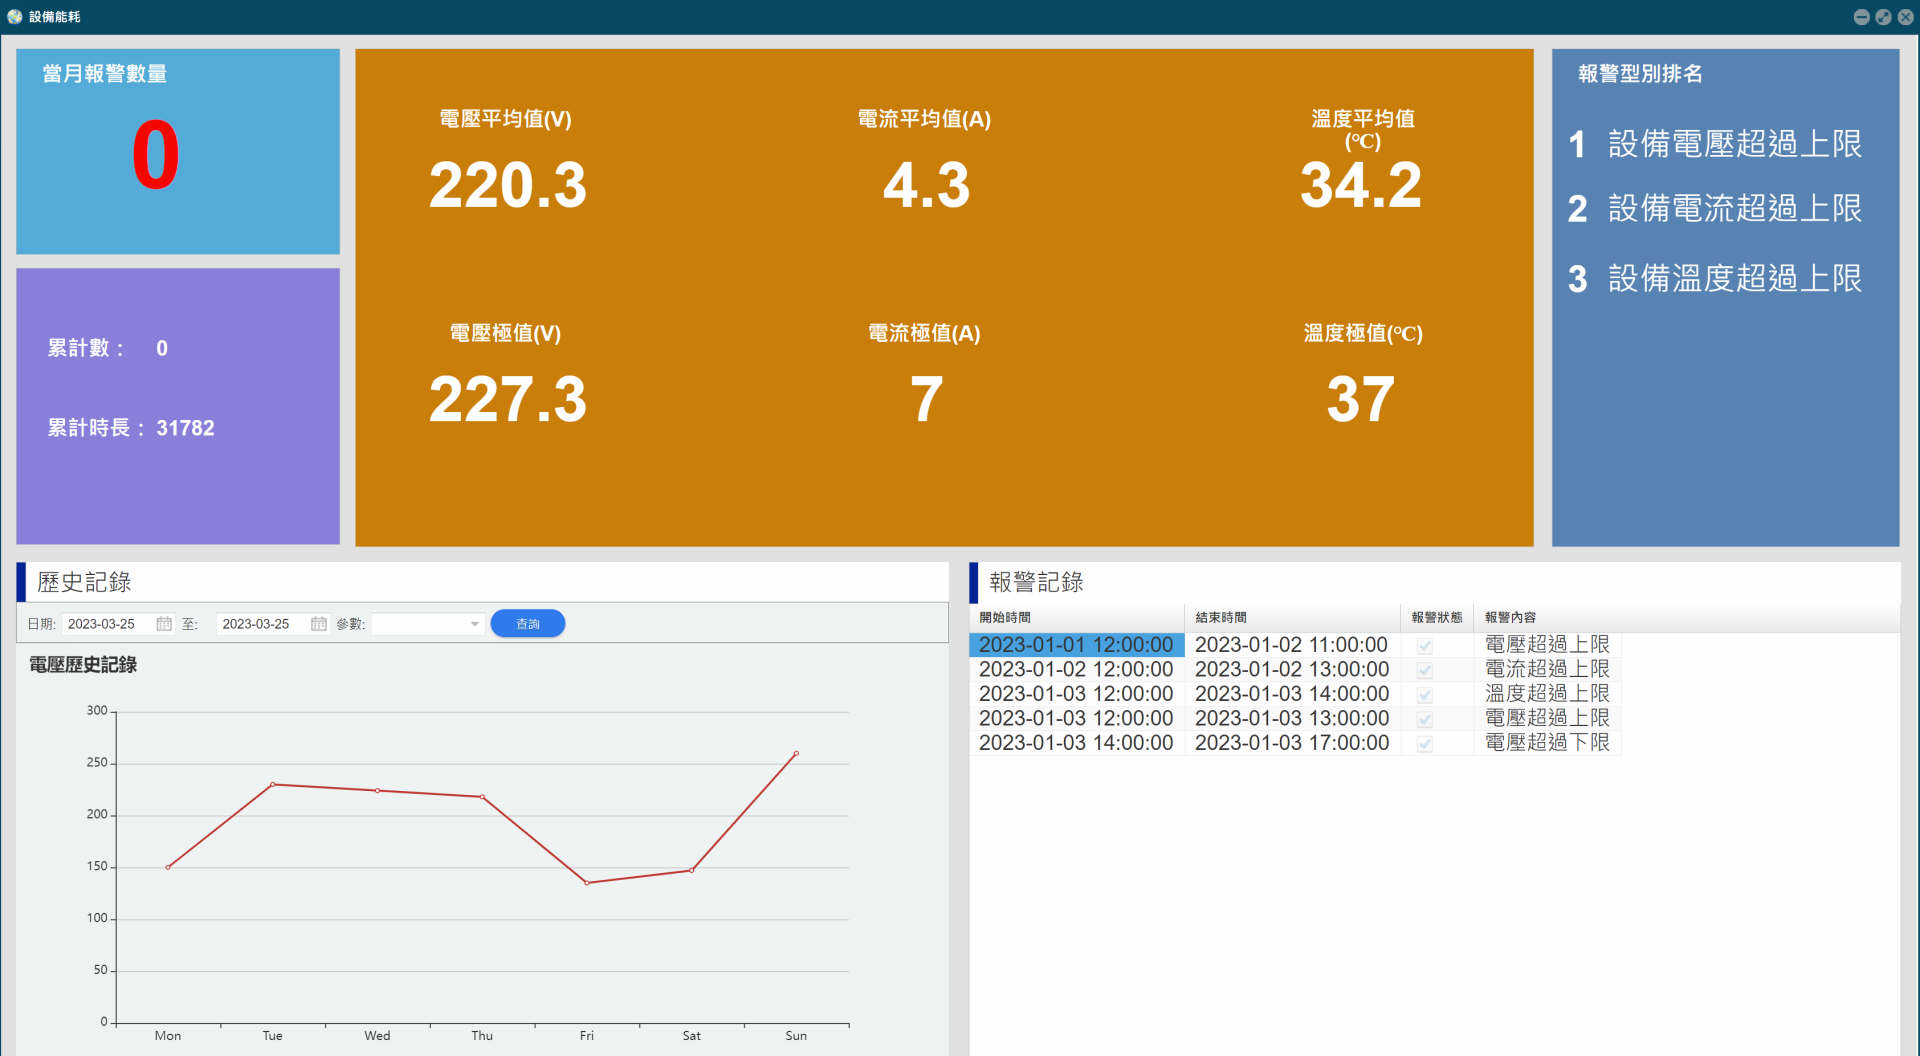 設備能耗
當月報警數量
0
累計數： 0
累計時長： 31782
電壓平均值(V)
220.3
電流平均值(A)
4.3
溫度平均值
(℃)
34.2
電壓極值(V)
227.3
電流極值(A)
7
溫度極值(℃)
37
報警型別排名
1 設備電壓超過上限
2 設備電流超過上限
3 設備溫度超過上限
歷史記錄
日期: 2023-03-25 至: 2023-03-25 參數: 查詢
電壓歷史記錄
300
250
200
150
100
50
0
Mon Tue Wed Thu Fri Sat Sun
報警記錄
開始時間 結束時間 報警狀態 報警內容
2023-01-01 12:00:00 2023-01-02 11:00:00 電壓超過上限
2023-01-02 12:00:00 2023-01-02 13:00:00 電流超過上限
2023-01-03 12:00:00 2023-01-03 14:00:00 溫度超過上限
2023-01-03 12:00:00 2023-01-03 13:00:00 電壓超過上限
2023-01-03 14:00:00 2023-01-03 17:00:00 電壓超過下限